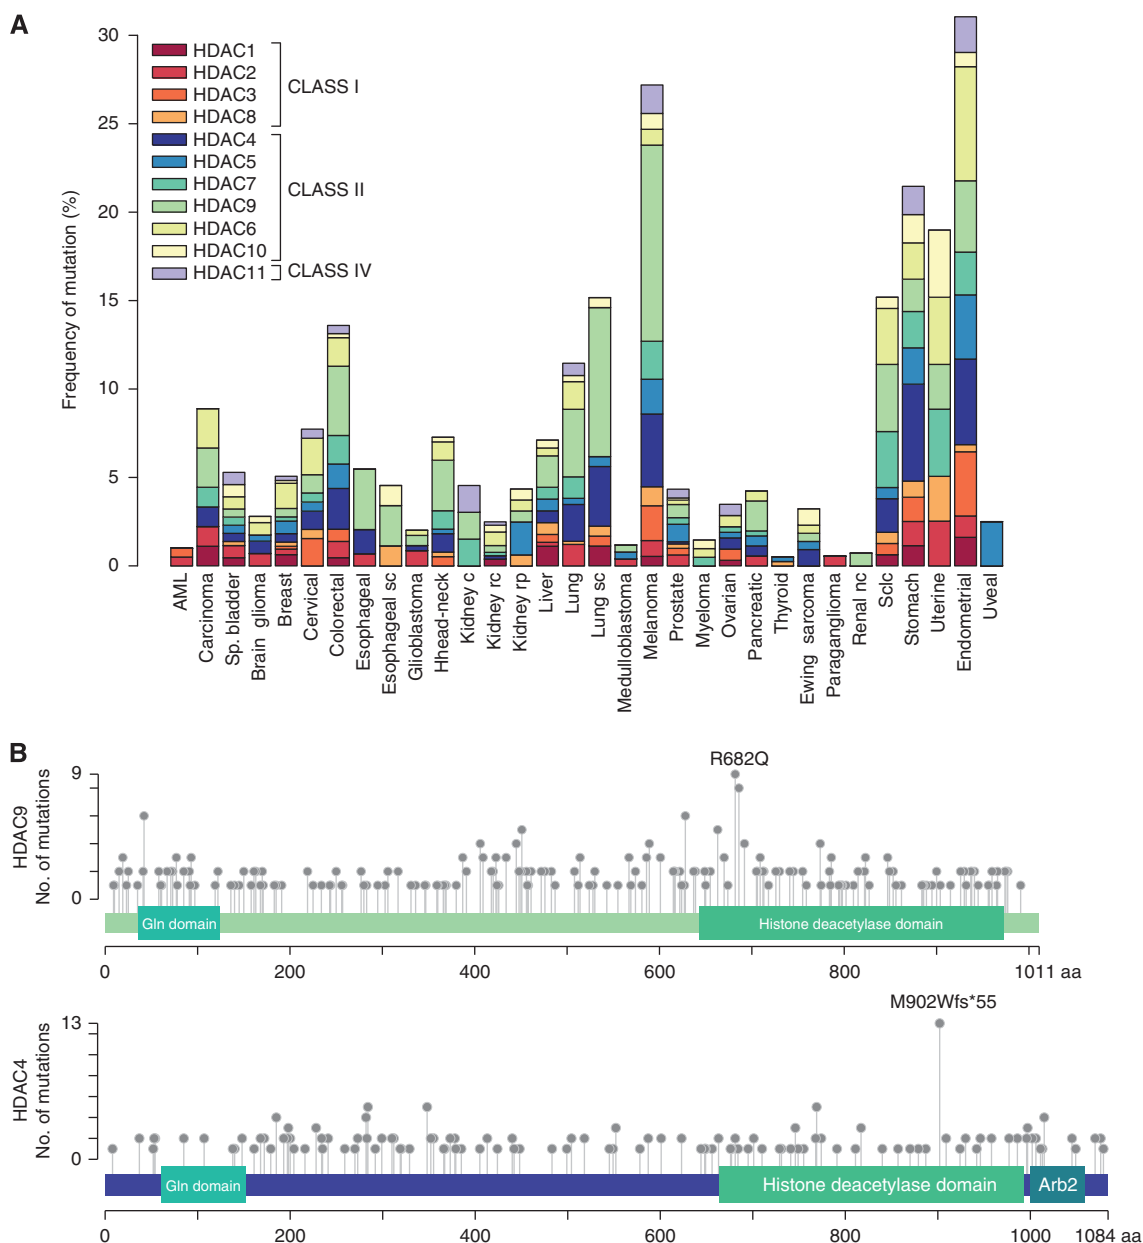 A
30
25
20
15
10
5
0
Frequency of mutation (%)
HDAC1
HDAC2
HDAC3
HDAC8
CLASS I
HDAC4
HDAC5
HDAC7
HDAC9
HDAC6
HDAC10
CLASS II
HDAC11
CLASS IV
AML
Carcinoma
Sp. bladder
Brain glioma
Breast
Cervical
Colorectal
Esophageal
Esophageal sc
Glioblastoma
Hhead-neck
Kidney c
Kidney rc
Kidney rp
Liver
Lung
Lung sc
Medulloblastoma
Melanoma
Prostate
Myeloma
Ovarian
Pancreatic
Thyroid
Ewing sarcoma
Paraganglioma
Renal nc
Sclc
Stomach
Uterine
Endometrial
Uveal
B
R682Q
HDAC9
No. of mutations
9
0
Gln domain
Histone deacetylase domain
0 200 400 600 800 1011 aa
M902Wfs*55
HDAC4
No. of mutations
13
0
Gln domain
Histone deacetylase domain
Arb2
0 200 400 600 800 1000 1084 aa